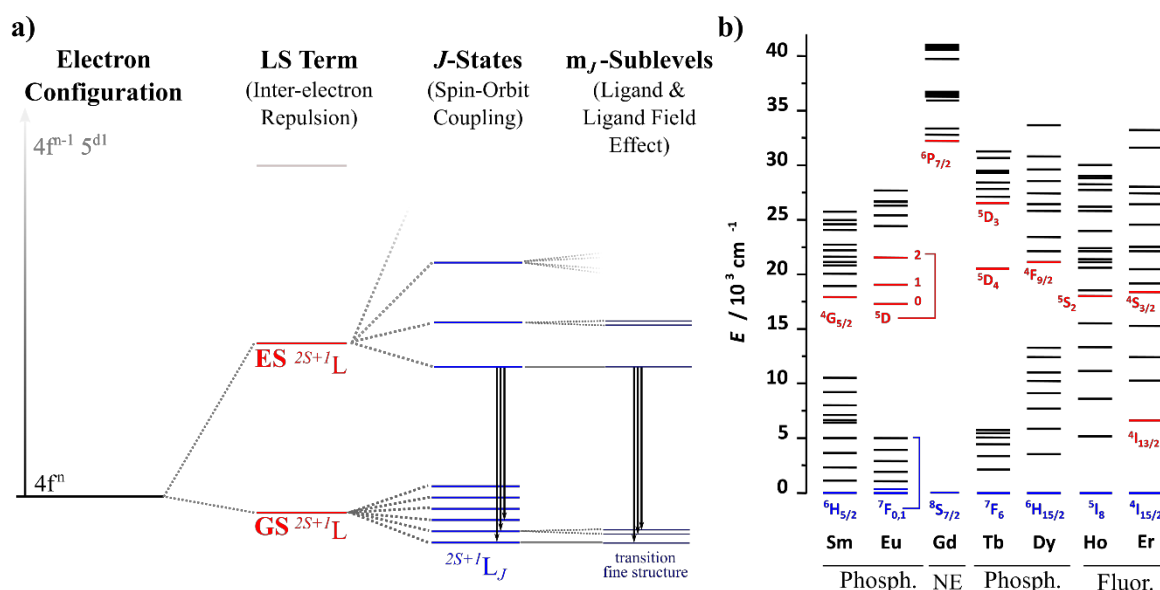 a)
Electron
Configuration
LS Term
(Inter-electron
Repulsion)
J-States
(Spin-Orbit
Coupling)
mJ-Sublevels
(Ligand &
Ligand Field
Effect)
4fⁿ⁻¹ 5ᵈ¹
ES ²ˢ⁺¹L
4fⁿ
GS ²ˢ⁺¹L
²ˢ⁺¹L_J
transition
fine structure
b)
E / 10³ cm⁻¹
40
35
30
25
20
15
10
5
0
⁶P₇/₂
⁵D₃
2
1
0
⁵D₄
⁴F₉/₂
⁴G₅/₂
⁵D
⁵S₂
⁴S₃/₂
⁴I₁₃/₂
⁶H₅/₂ ⁷F₀,₁ ⁸S₇/₂ ⁷F₆ ⁶H₁₅/₂ ⁵I₈ ⁴I₁₅/₂
Sm Eu Gd Tb Dy Ho Er
Phosph. NE Phosph. Fluor.